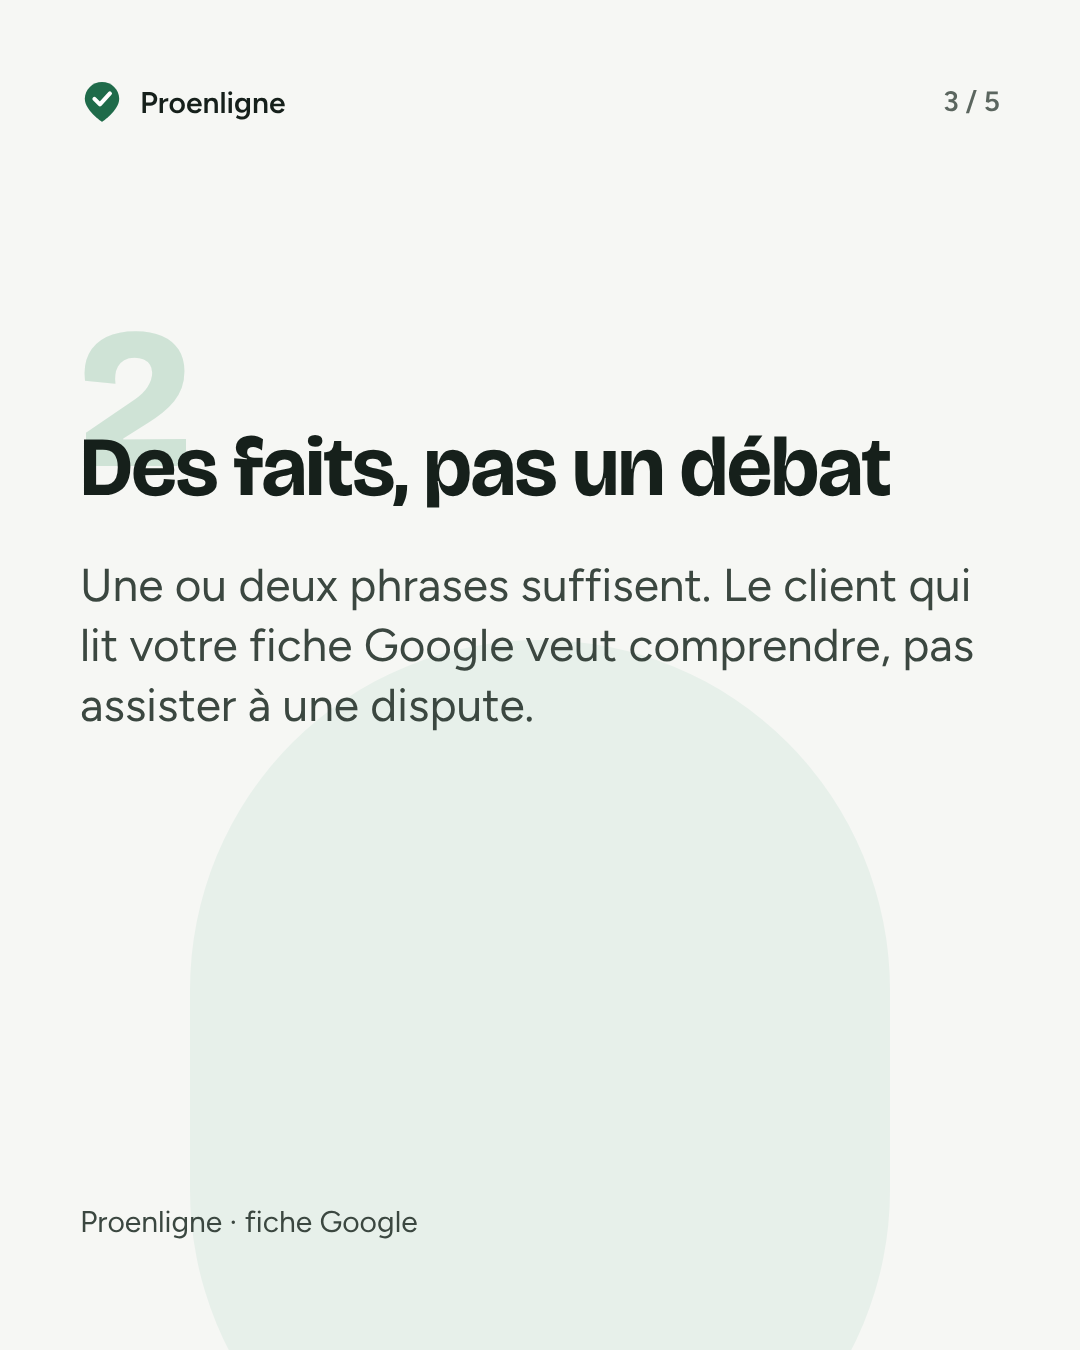 Proenligne
3 / 5
2
Des faits, pas un débat
Une ou deux phrases suffisent. Le client qui
lit votre fiche Google veut comprendre, pas
assister à une dispute.
Proenligne · fiche Google